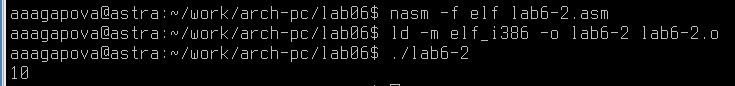 aaagapova@astra:~/work/arch-pc/lab06$ nasm -f elf lab6-2.asm
aaagapova@astra:~/work/arch-pc/lab06$ ld -m elf_i386 -o lab6-2 lab6-2.o
aaagapova@astra:~/work/arch-pc/lab06$ ./lab6-2
10